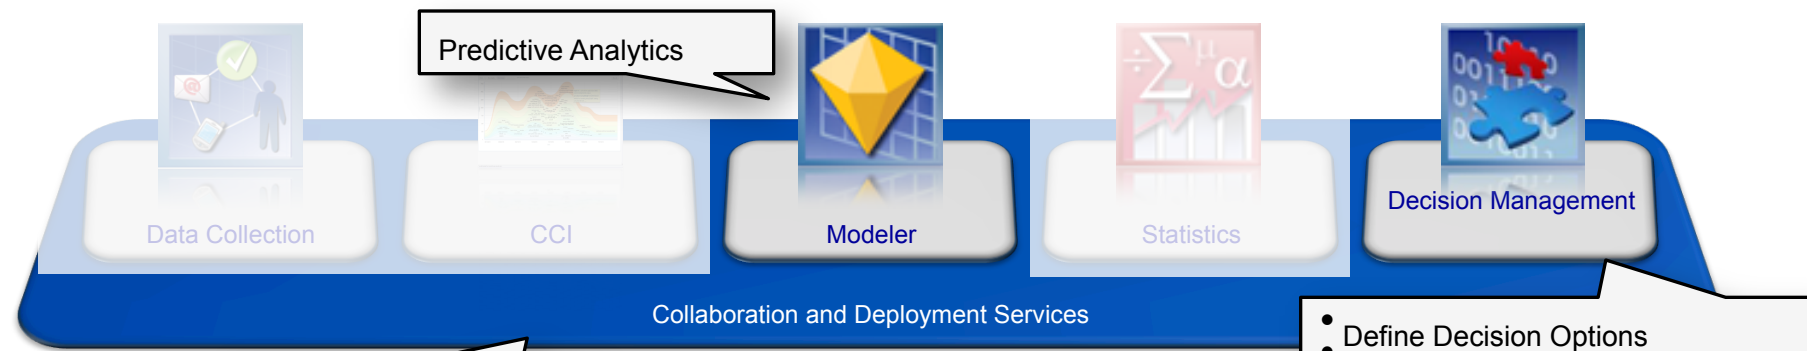 Predictive Analytics
Data Collection
CCI
Modeler
Statistics
Decision Management
Collaboration and Deployment Services
• Define Decision Options